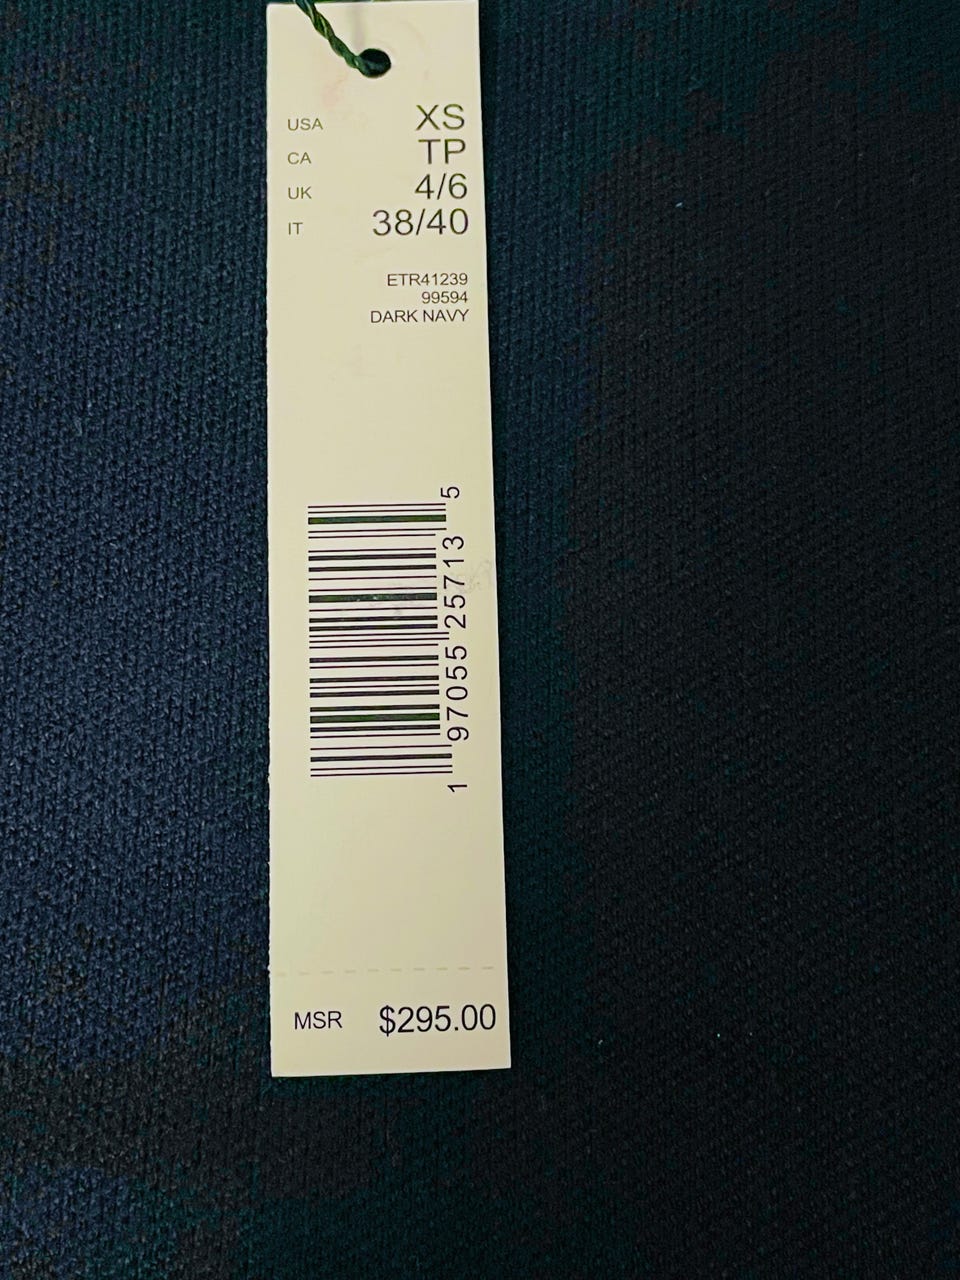 USA XS
CA TP
UK 4/6
IT 38/40
ETR41239
99594
DARK NAVY
1 97055 25713 5
MSR $295.00